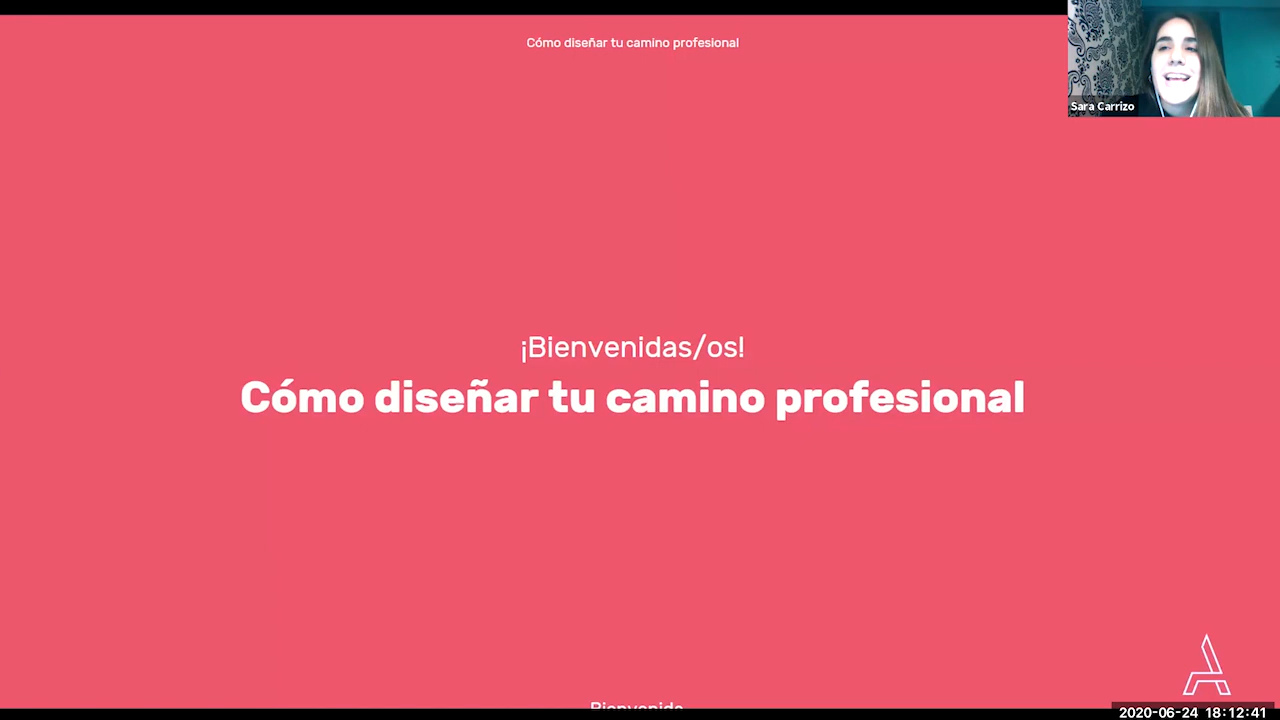 Cómo diseñar tu camino profesional
Sara Carrizo
¡Bienvenidas/os!
Cómo diseñar tu camino profesional
Bienvenida
2020-06-24 18:12:41